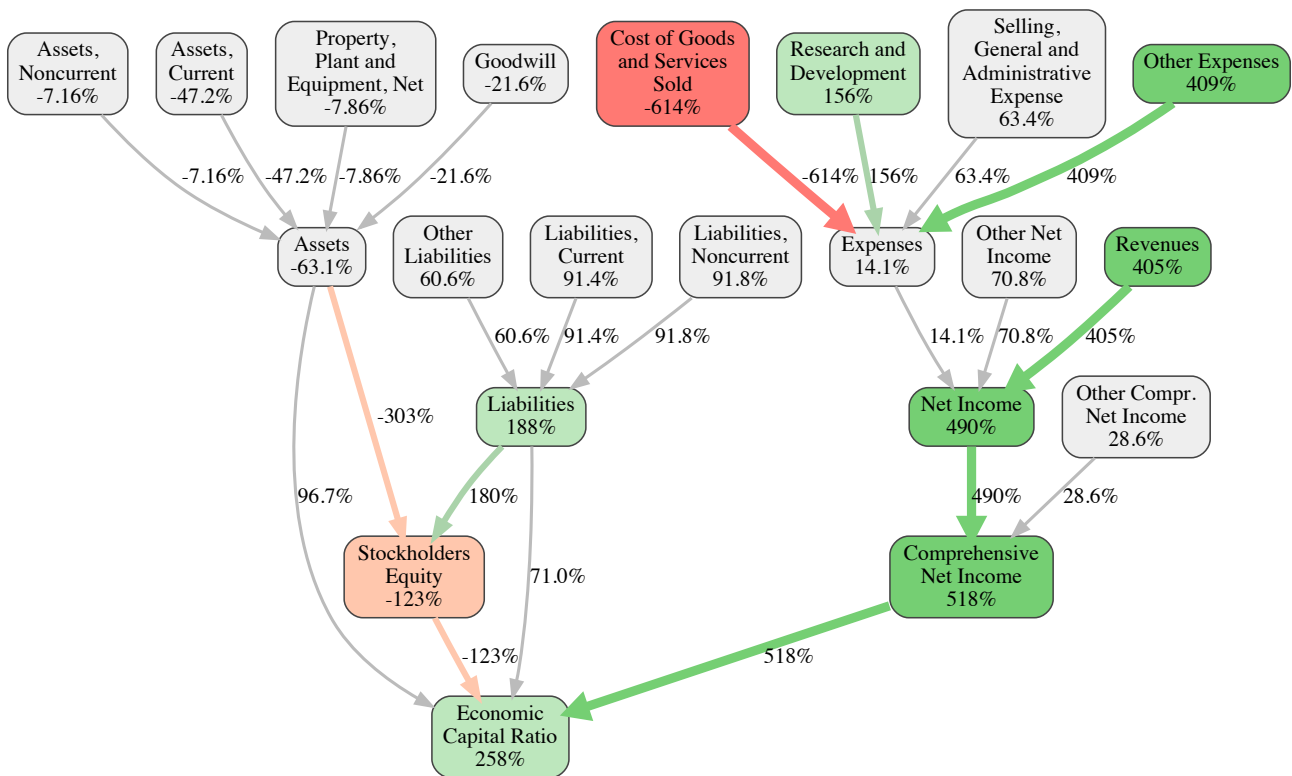 Assets,
Noncurrent
-7.16%
Assets,
Current
-47.2%
Property,
Plant and
Equipment, Net
-7.86%
Goodwill
-21.6%
Cost of Goods
and Services
Sold
-614%
Research and
Development
156%
Selling,
General and
Administrative
Expense
63.4%
Other Expenses
409%
-7.16%
-47.2%
-7.86%
-21.6%
-614%
156%
63.4%
409%
Assets
-63.1%
Other
Liabilities
60.6%
Liabilities,
Current
91.4%
Liabilities,
Noncurrent
91.8%
Expenses
14.1%
Other Net
Income
70.8%
Revenues
405%
60.6%
91.4%
91.8%
14.1%
70.8%
405%
-303%
Liabilities
188%
Net Income
490%
Other Compr.
Net Income
28.6%
96.7%
180%
490%
28.6%
Stockholders
Equity
-123%
71.0%
Comprehensive
Net Income
518%
-123%
518%
Economic
Capital Ratio
258%